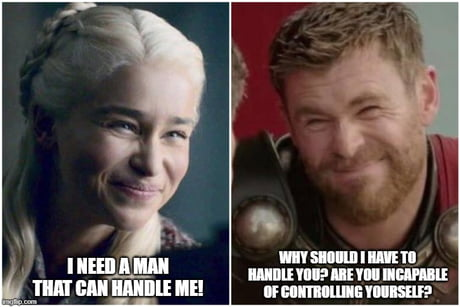 I NEED A MAN
THAT CAN HANDLE ME!
WHY SHOULD I HAVE TO
HANDLE YOU? ARE YOU INCAPABLE
OF CONTROLLING YOURSELF?
imgflip.com